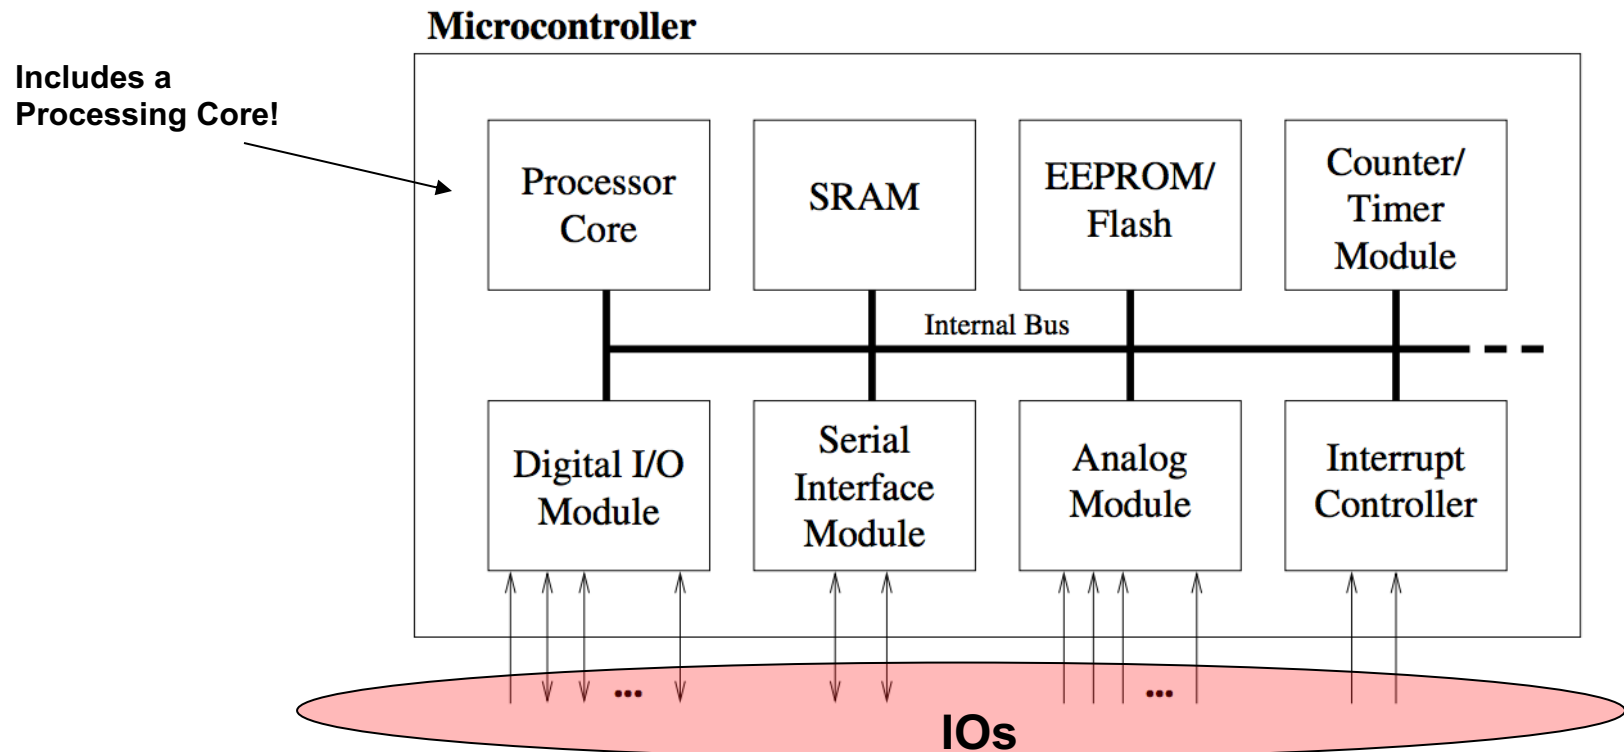 Microcontroller
Includes a
Processing Core!
Processor
Core
SRAM
EEPROM/
Flash
Counter/
Timer
Module
Internal Bus
Digital I/O
Module
Serial
Interface
Module
Analog
Module
Interrupt
Controller
...
...
IOs